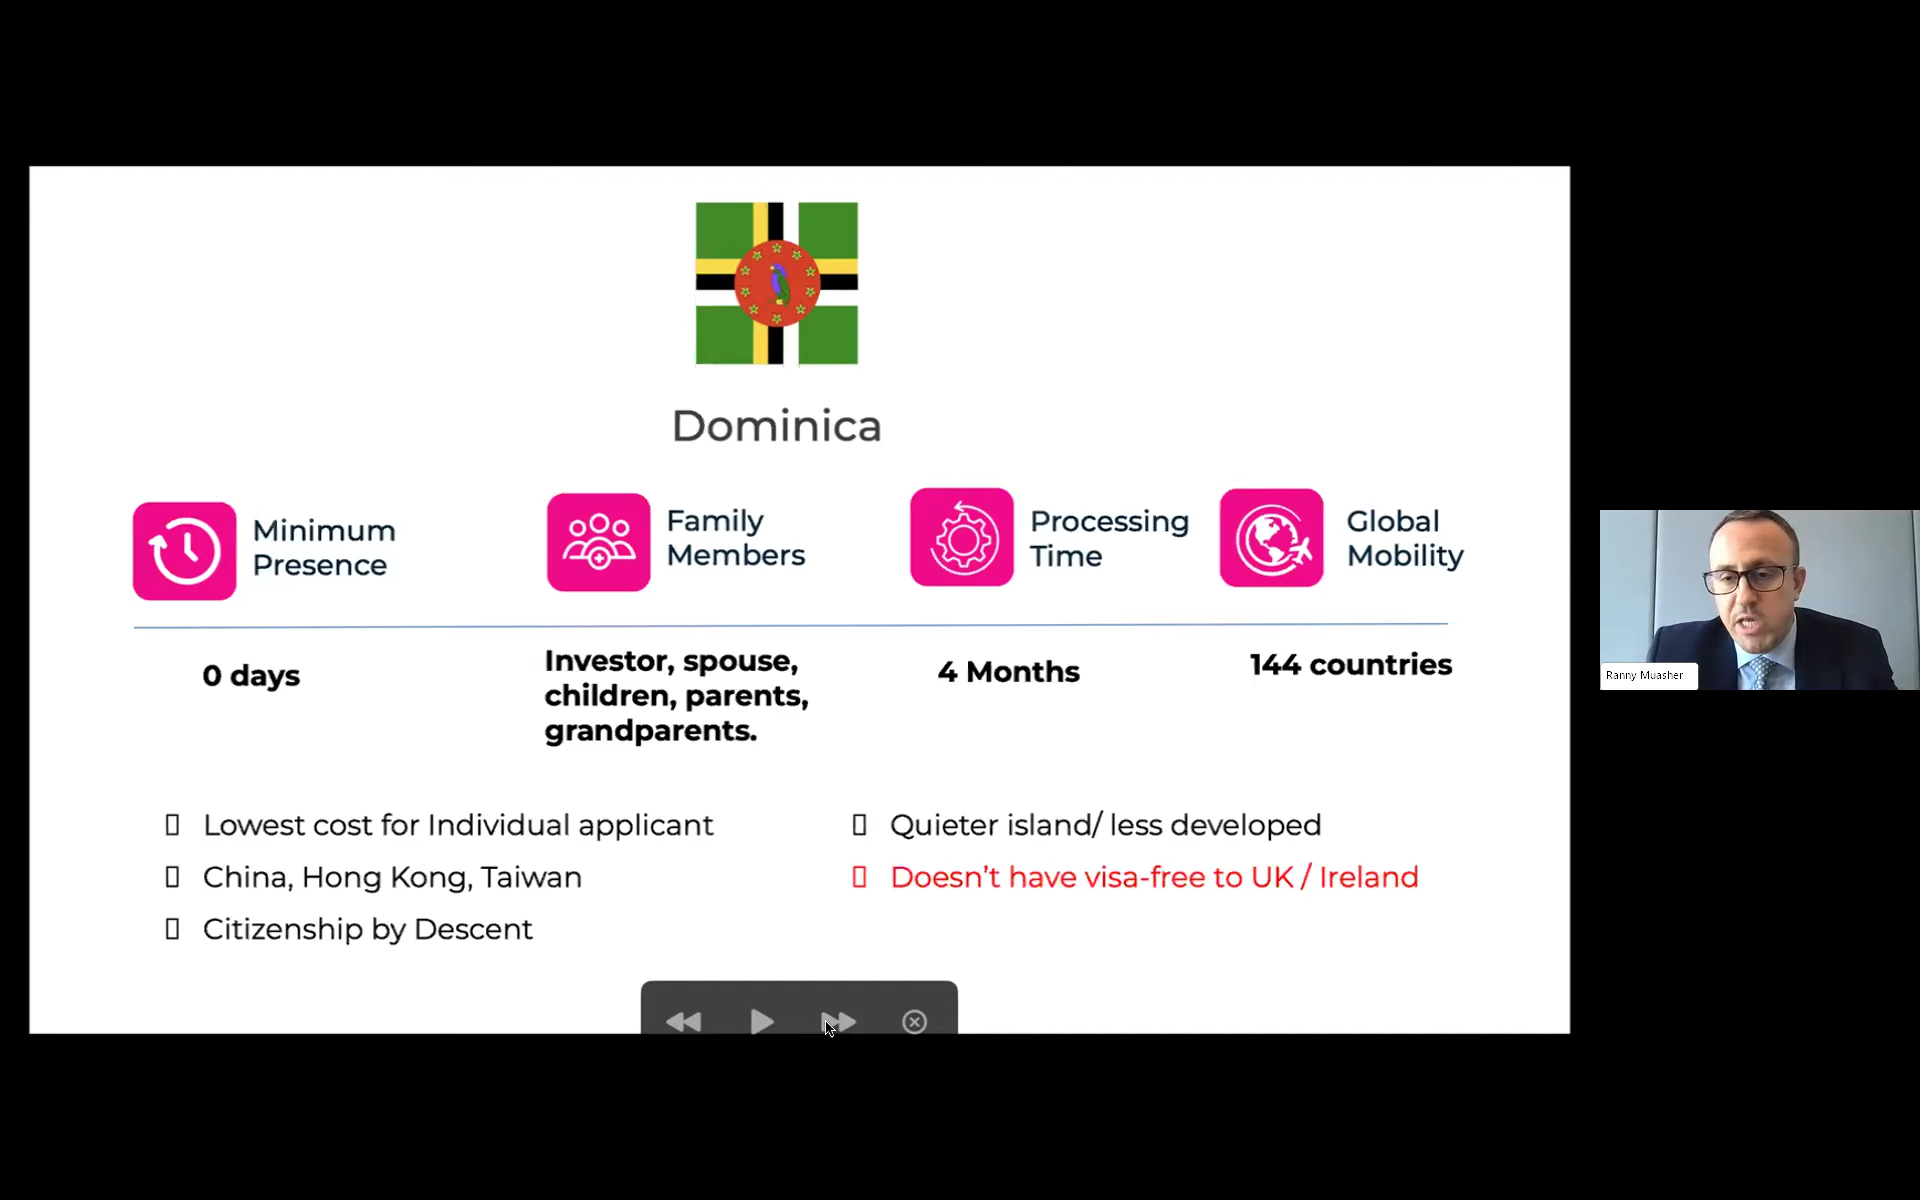 Dominica
Minimum
Presence
Family
Members
Processing
Time
Global
Mobility
0 days
Investor, spouse,
children, parents,
grandparents.
4 Months
144 countries
Lowest cost for Individual applicant
China, Hong Kong, Taiwan
Citizenship by Descent
Quieter island/ less developed
Doesn't have visa-free to UK / Ireland
Ranny Muasher